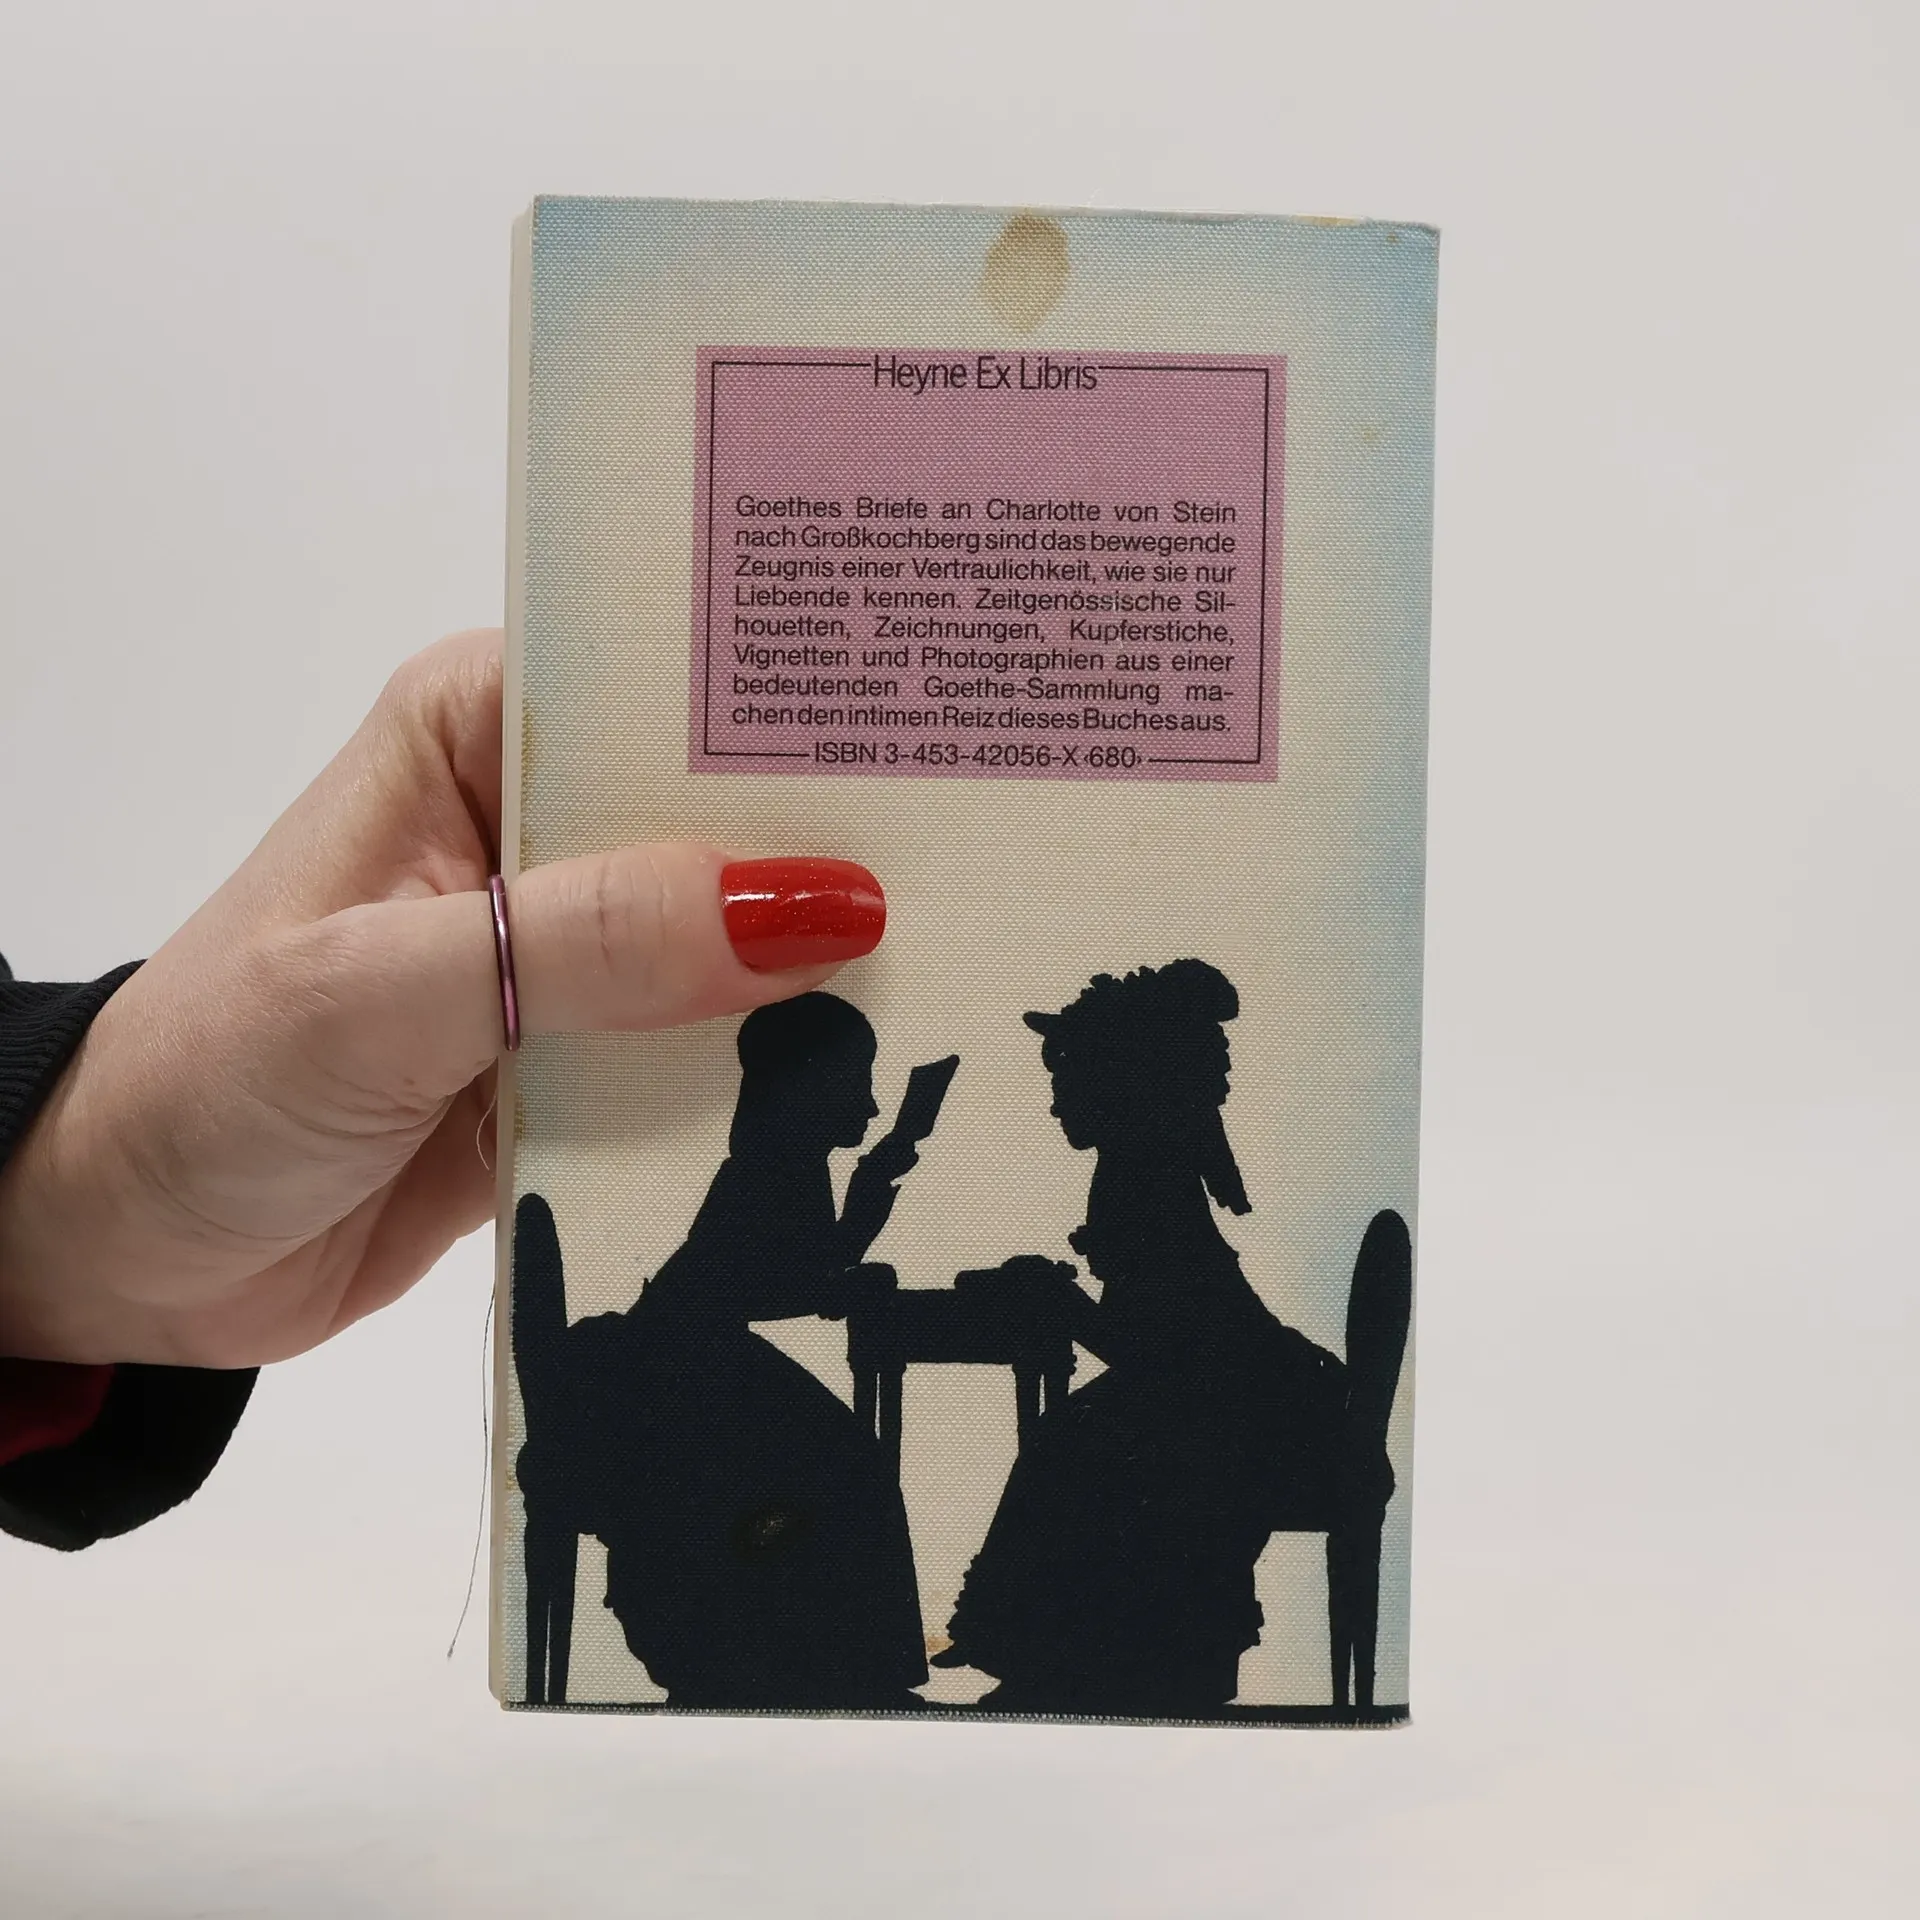 Heyne Ex Libris
Goethes Briefe an Charlotte von Stein
nach Großkochberg sind das bewegende
Zeugnis einer Vertraulichkeit, wie sie nur
Liebende kennen. Zeitgenössische Sil-
houetten, Zeichnungen, Kupferstiche,
Vignetten und Photographien aus einer
bedeutenden Goethe-Sammlung ma-
chen den intimen Reiz dieses Buches aus.
ISBN 3-453-42056-X ‹680›